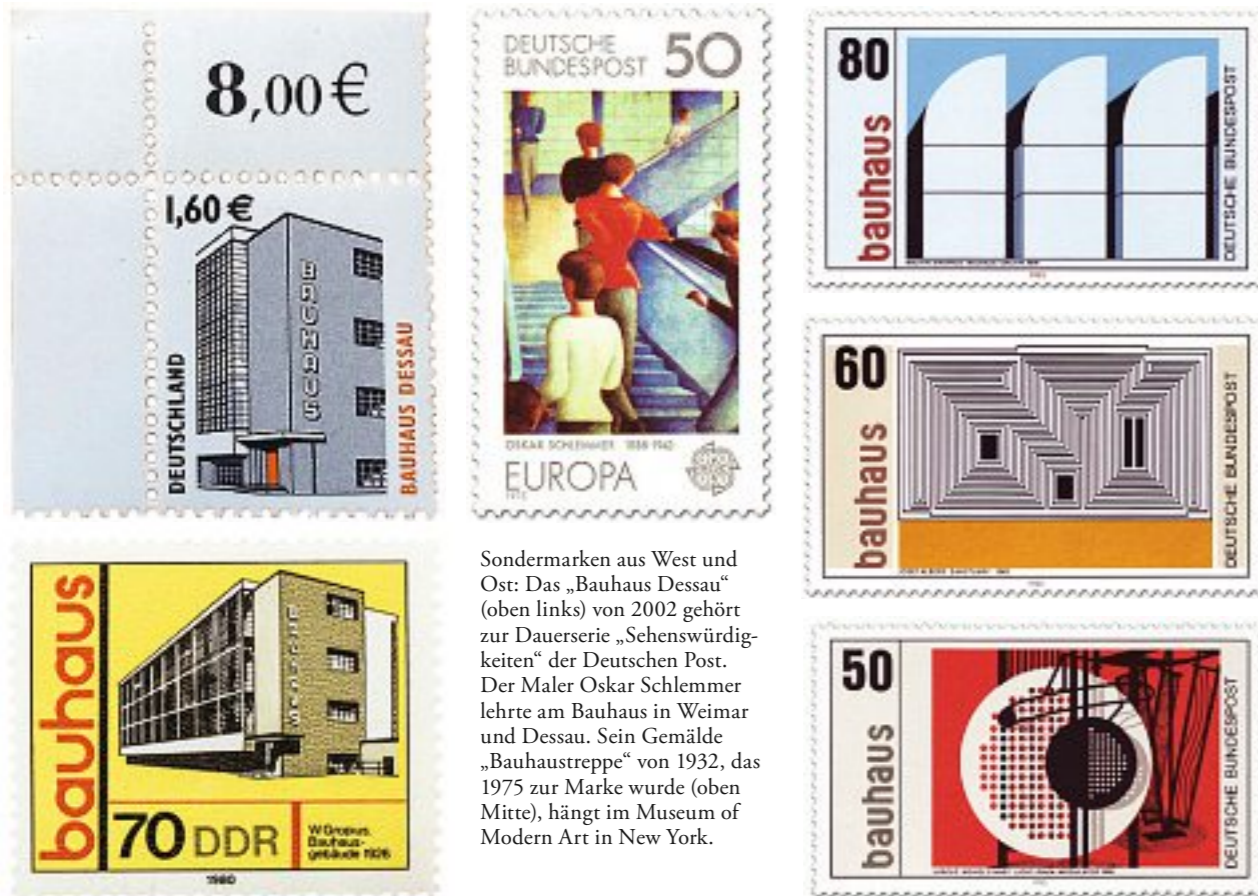 8,00 €
1,60 €
BAUHAUS
DEUTSCHLAND
BAUHAUS DESSAU
DEUTSCHE
BUNDESPOST 50
OSKAR SCHLEMMER 1888-1943
EUROPA
80
bauhaus
DEUTSCHE BUNDESPOST
60
bauhaus
DEUTSCHE BUNDESPOST
50
bauhaus
DEUTSCHE BUNDESPOST
bauhaus
BAUHAUS
70 DDR
W. Gropius.
Bauhaus-
gebäude 1926
1980
Sondermarken aus West und
Ost: Das „Bauhaus Dessau“
(oben links) von 2002 gehört
zur Dauerserie „Sehenswürdig-
keiten“ der Deutschen Post.
Der Maler Oskar Schlemmer
lehrte am Bauhaus in Weimar
und Dessau. Sein Gemälde
„Bauhaustreppe“ von 1932, das
1975 zur Marke wurde (oben
Mitte), hängt im Museum of
Modern Art in New York.